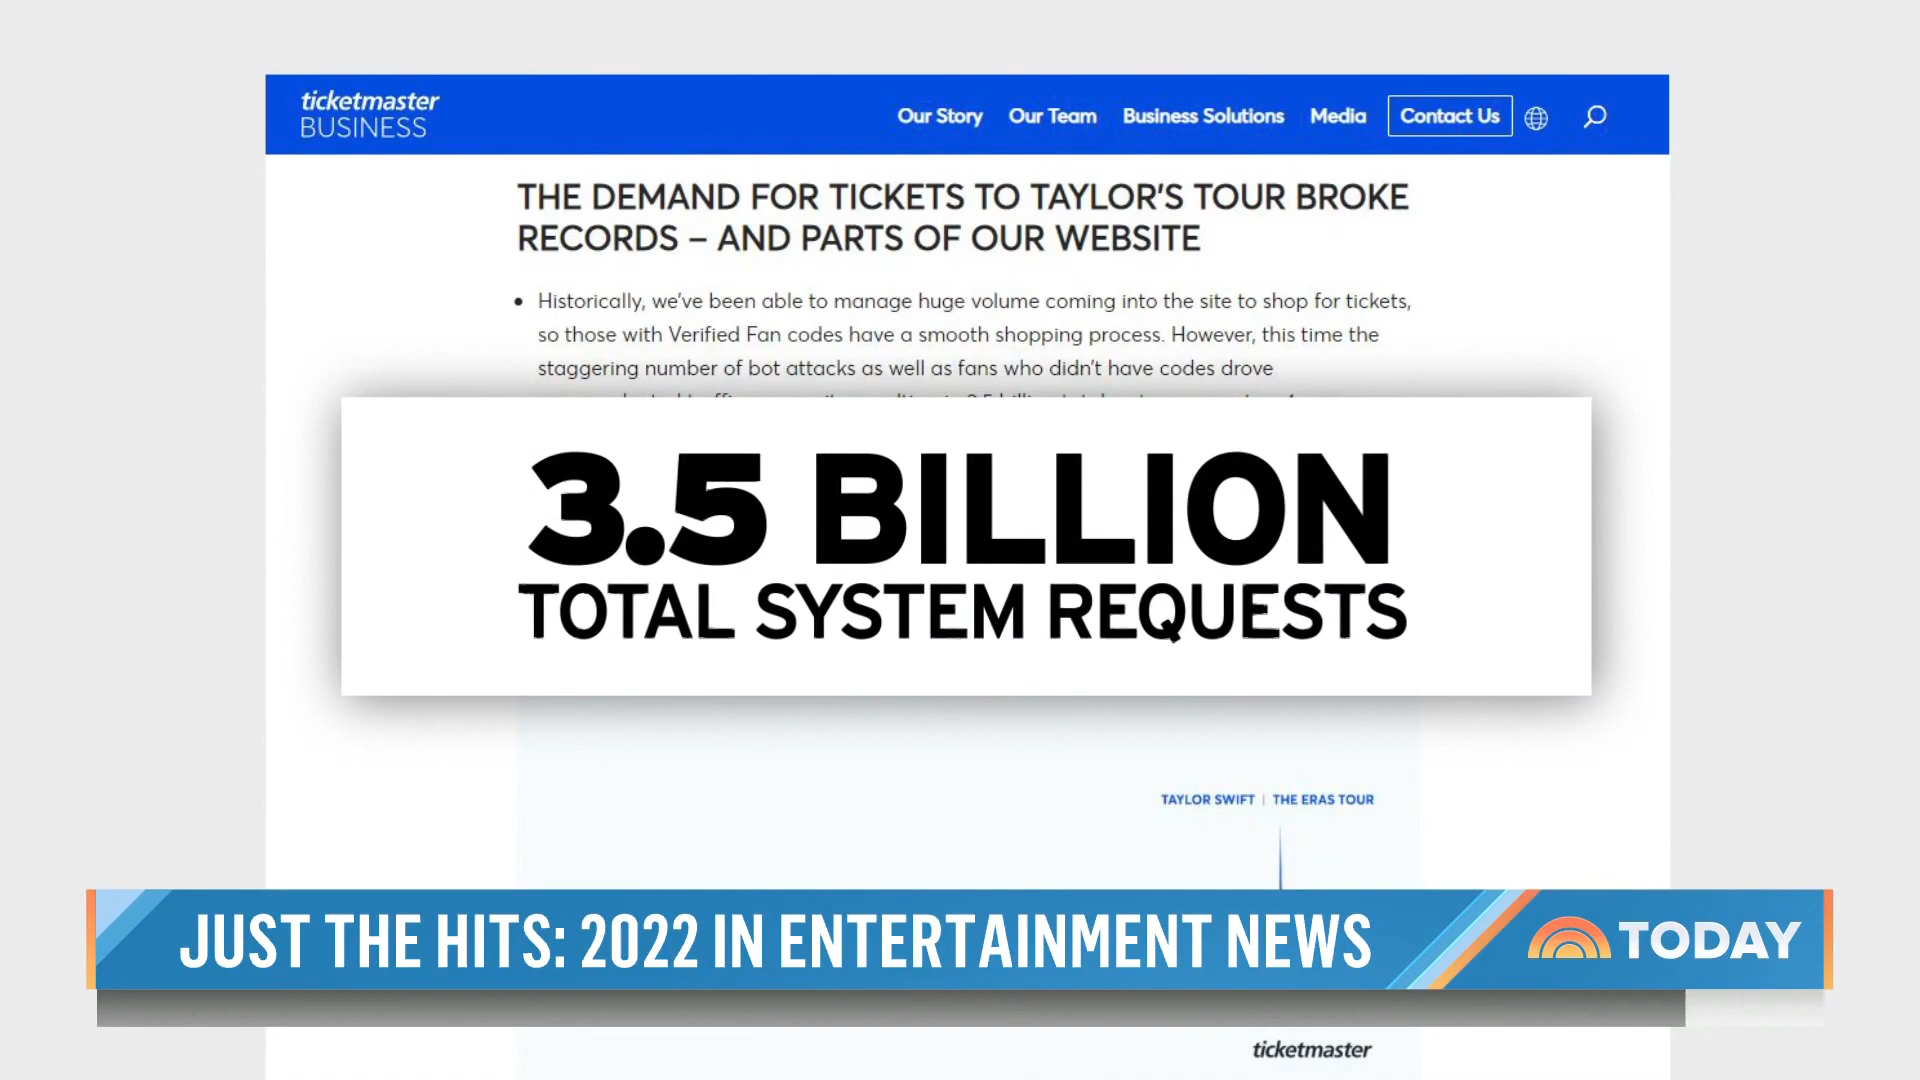 ticketmaster
BUSINESS
Our Story Our Team Business Solutions Media Contact Us
THE DEMAND FOR TICKETS TO TAYLOR'S TOUR BROKE
RECORDS – AND PARTS OF OUR WEBSITE
• Historically, we've been able to manage huge volume coming into the site to shop for tickets,
so those with Verified Fan codes have a smooth shopping process. However, this time the
staggering number of bot attacks as well as fans who didn't have codes drove
3.5 BILLION
TOTAL SYSTEM REQUESTS
TAYLOR SWIFT | THE ERAS TOUR
JUST THE HITS: 2022 IN ENTERTAINMENT NEWS
TODAY
ticketmaster